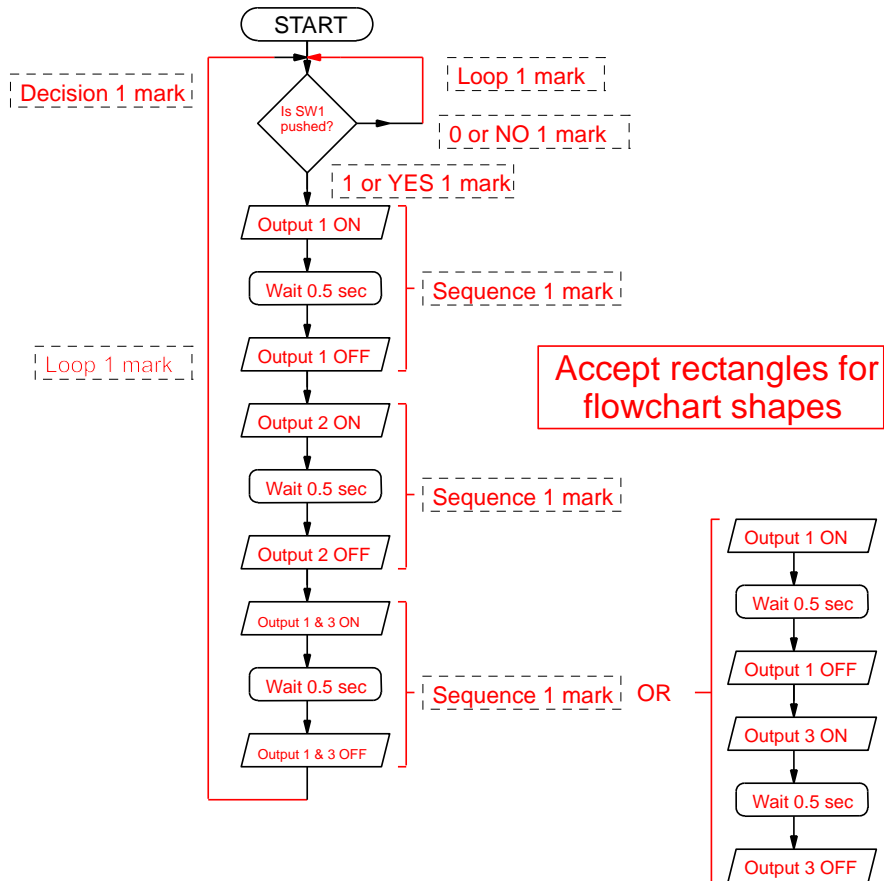 START
Decision 1 mark
Loop 1 mark
Is SW1
pushed?
0 or NO 1 mark
1 or YES 1 mark
Output 1 ON
Wait 0.5 sec
Sequence 1 mark
Output 1 OFF
Loop 1 mark
Accept rectangles for
flowchart shapes
Output 2 ON
Wait 0.5 sec
Sequence 1 mark
Output 2 OFF
Output 1 & 3 ON
Wait 0.5 sec
Sequence 1 mark
OR
Output 1 & 3 OFF
Output 1 ON
Wait 0.5 sec
Output 1 OFF
Output 3 ON
Wait 0.5 sec
Output 3 OFF